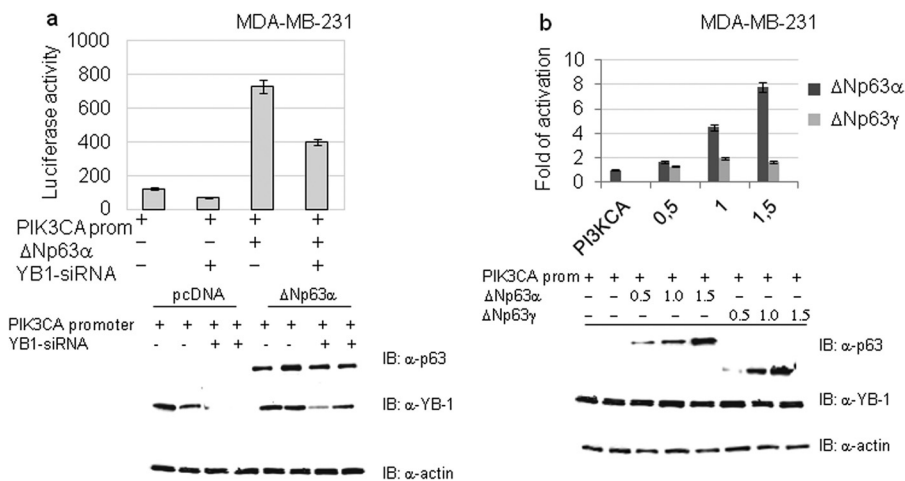 a
MDA-MB-231
Luciferase activity
1000
800
600
400
200
0
PIK3CA prom + + + +
ΔNp63α – – + +
YB1-siRNA + +
pcDNA ΔNp63α
PIK3CA promoter + + + + + + + +
YB1-siRNA - - + + - - + +
IB: α-p63
IB: α-YB-1
IB: α-actin
b
MDA-MB-231
Fold of activation
10
8
6
4
2
0
PI3KCA 0,5 1 1,5
ΔNp63α
ΔNp63γ
PIK3CA prom + + + + + + + +
ΔNp63α – – 0.5 1.0 1.5 – – –
ΔNp63γ – – – – – 0.5 1.0 1.5
IB: α-p63
IB: α-YB-1
IB: α-actin